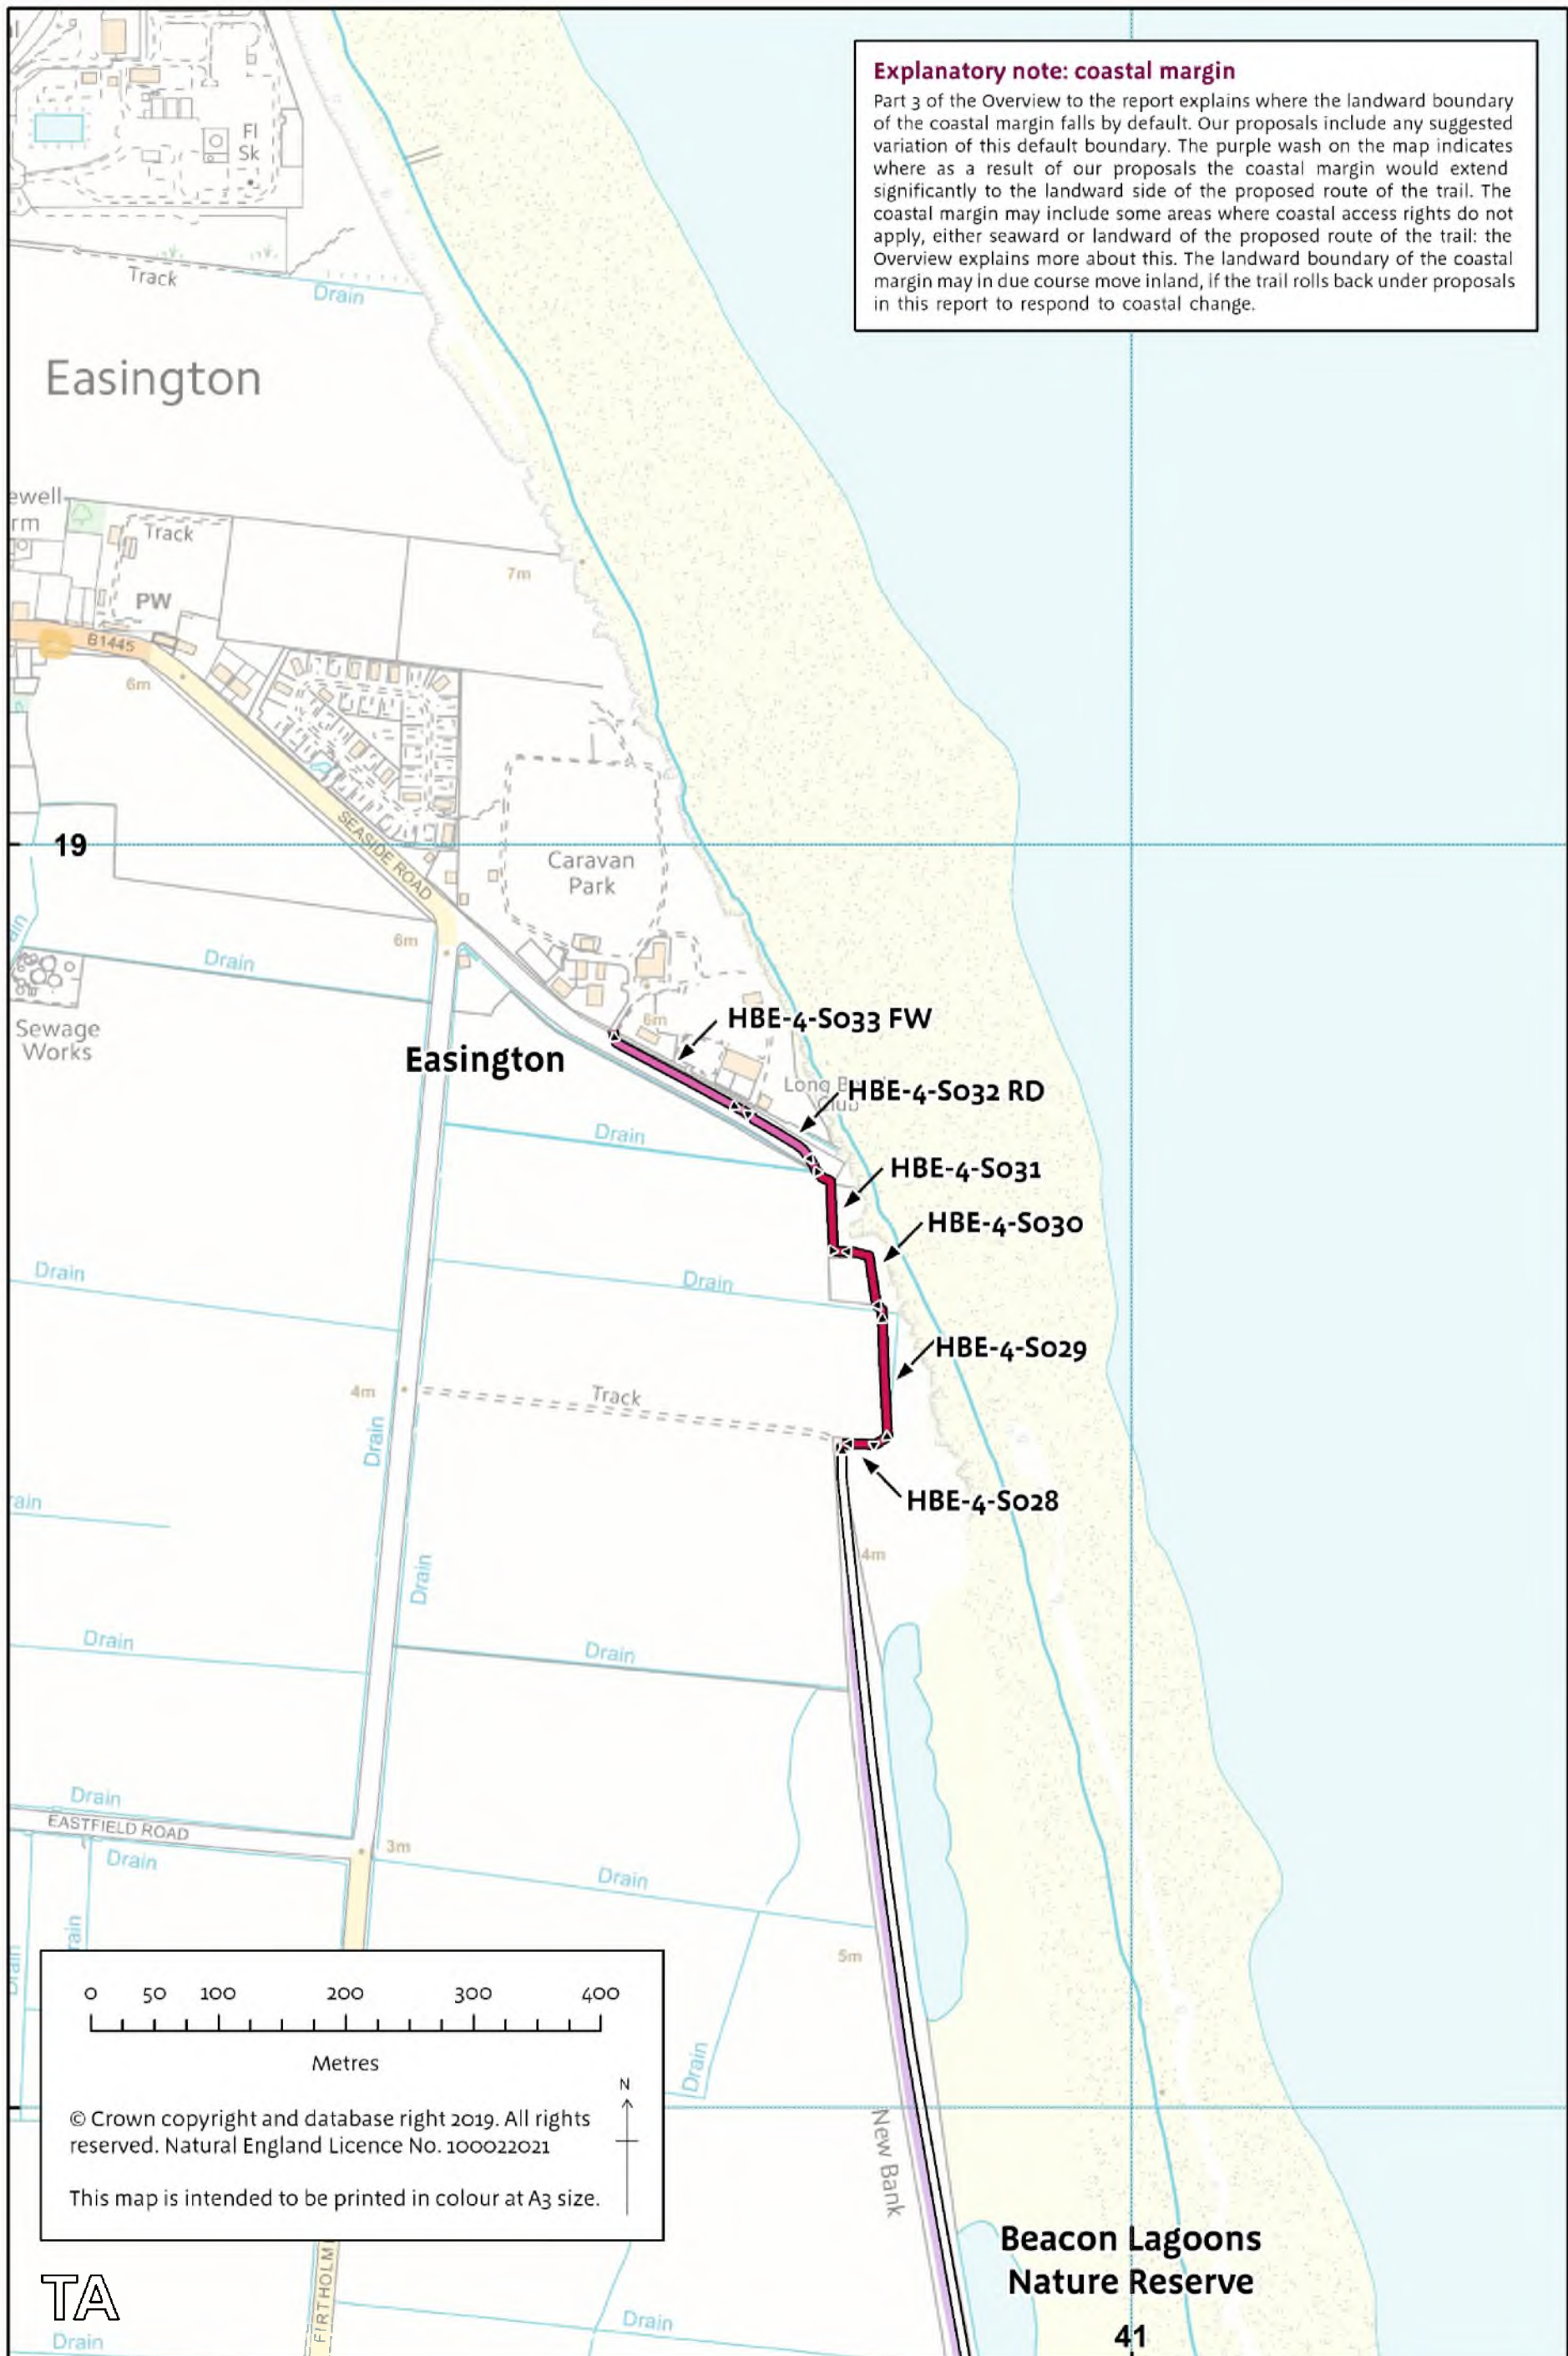 Explanatory note: coastal margin
Part 3 of the Overview to the report explains where the landward boundary
of the coastal margin falls by default. Our proposals include any suggested
variation of this default boundary. The purple wash on the map indicates
where as a result of our proposals the coastal margin would extend
significantly to the landward side of the proposed route of the trail. The
coastal margin may include some areas where coastal access rights do not
apply, either seaward or landward of the proposed route of the trail: the
Overview explains more about this. The landward boundary of the coastal
margin may in due course move inland, if the trail rolls back under proposals
in this report to respond to coastal change.
Fl
Sk
Track
Drain
Easington
ewell
rm
Track
7m
PW
B1445
6m
SEASIDE ROAD
19
Caravan
Park
6m
Drain
Sewage
Works
6m
HBE-4-S033 FW
Easington
Long
HBE-4-S032 RD
Club
Drain
HBE-4-S031
HBE-4-S030
Drain
Drain
HBE-4-S029
4m
Track
Drain
HBE-4-S028
ain
4m
Drain
Drain
Drain
Drain
EASTFIELD ROAD
Drain
3m
Drain
rain
5m
0 50 100 200 300 400
Metres
N
© Crown copyright and database right 2019. All rights
reserved. Natural England Licence No. 100022021
This map is intended to be printed in colour at A3 size.
Drain
New Bank
Beacon Lagoons
Nature Reserve
TA
FIRTHOLM
Drain
Drain
41